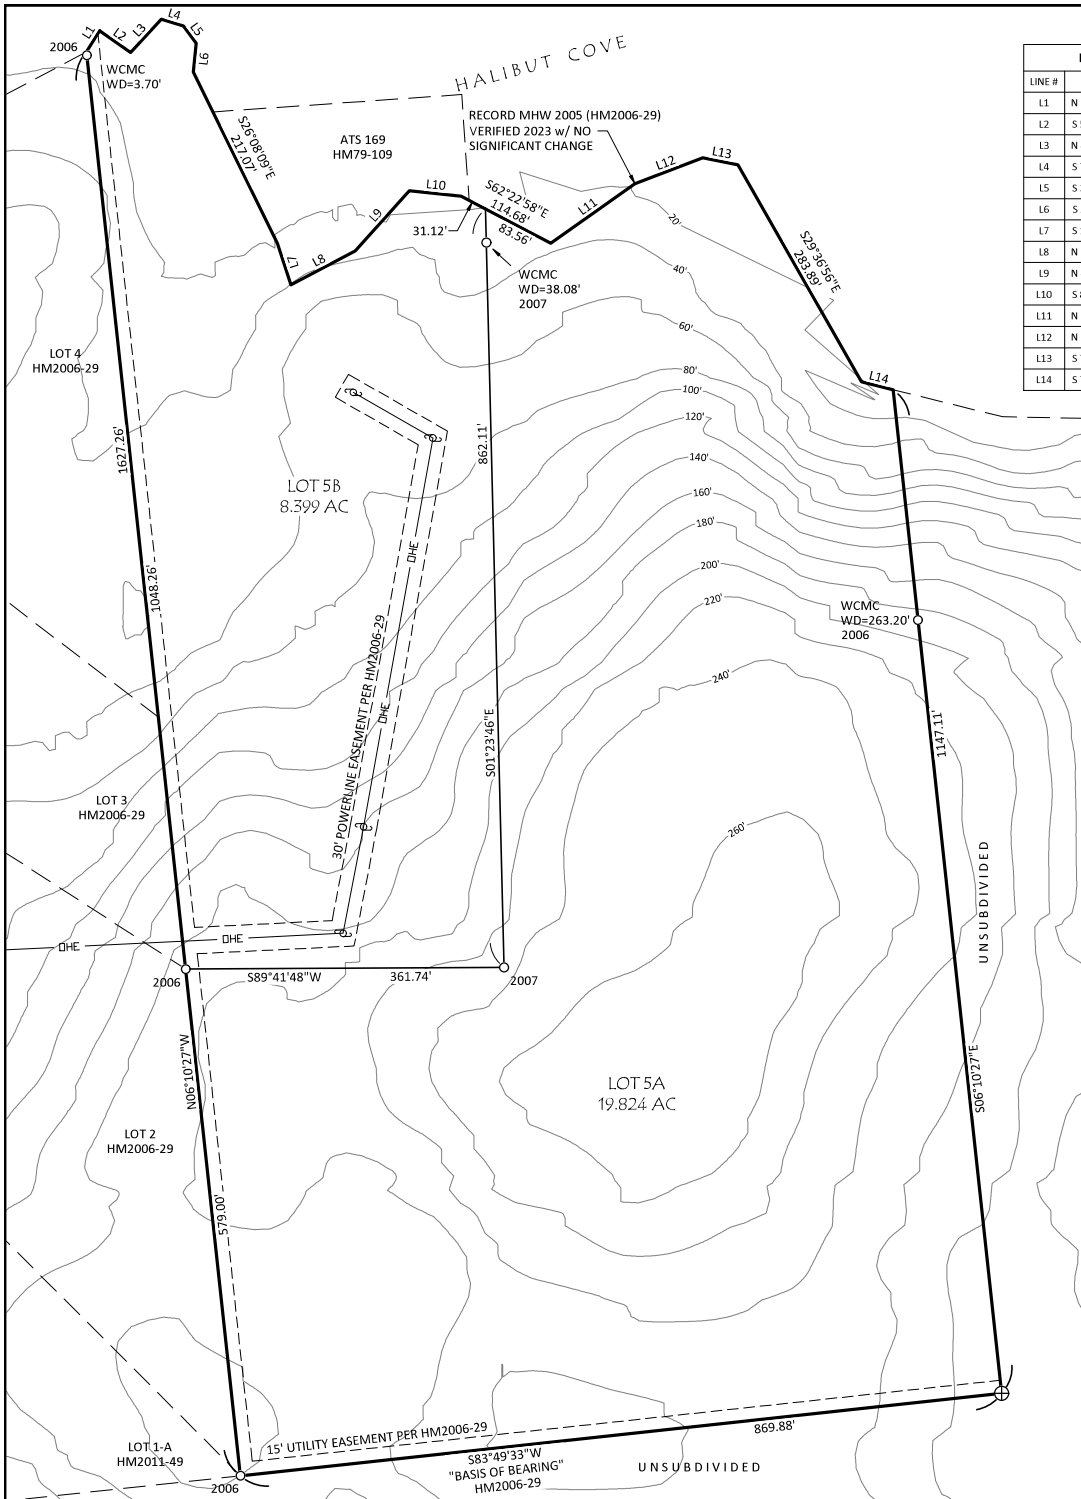 HALIBUT COVE
L1
L2
L3
L4
L5
L6
2006
WCMC
WD=3.70'
S26°08'09"E
217.07'
ATS 169
HM79-109
RECORD MHW 2005 (HM2006-29)
VERIFIED 2023 w/ NO
SIGNIFICANT CHANGE
L7
L8
L9
L10
31.12'
S62°22'58"E
114.68'
83.56'
L11
L12
L13
S29°36'56"E
283.89'
L14
WCMC
WD=38.08'
2007
LINE #
L1 N
L2 S
L3 N
L4 S
L5 S
L6 S
L7 S
L8 N
L9 N
L10 S
L11 N
L12 N
L13 S
L14 S
20'
40'
60'
80'
100'
120'
140'
160'
180'
200'
220'
240'
260'
LOT 4
HM2006-29
1627.26'
1048.26'
LOT 5B
8.399 AC
862.11'
S01°23'46"E
OHE
OHE
30' POWERLINE EASEMENT PER HM2006-29
WCMC
WD=263.20'
2006
1147.11'
UNSUBDIVIDED
S06°10'27"E
LOT 3
HM2006-29
OHE
OHE
2006
S89°41'48"W
361.74'
2007
N06°10'27"W
LOT 5A
19.824 AC
LOT 2
HM2006-29
579.00'
LOT 1-A
HM2011-49
2006
15' UTILITY EASEMENT PER HM2006-29
S83°49'33"W
"BASIS OF BEARING"
HM2006-29
869.88'
UNSUBDIVIDED